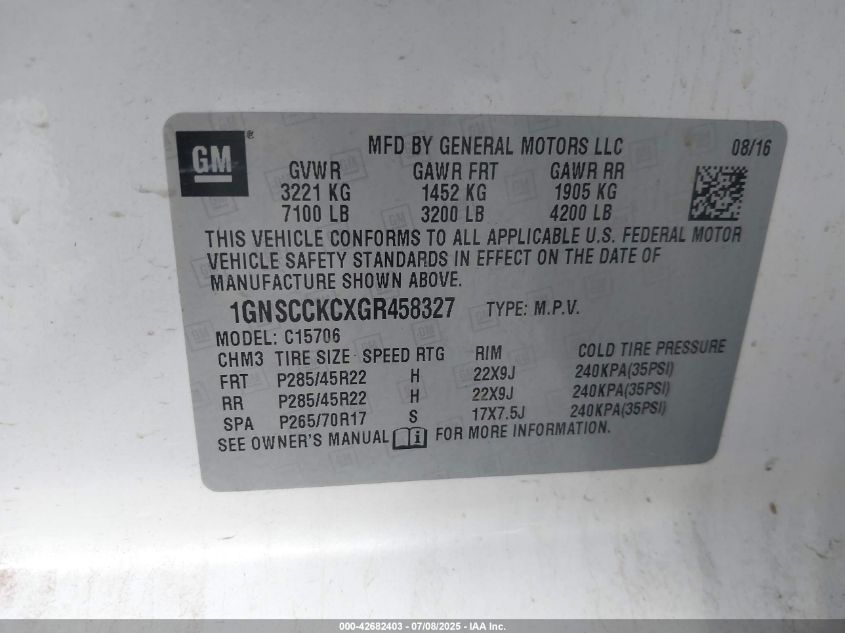 GM ®
MFD BY GENERAL MOTORS LLC 08/16
GVWR GAWR FRT GAWR RR
3221 KG 1452 KG 1905 KG
7100 LB 3200 LB 4200 LB
THIS VEHICLE CONFORMS TO ALL APPLICABLE U.S. FEDERAL MOTOR
VEHICLE SAFETY STANDARDS IN EFFECT ON THE DATE OF
MANUFACTURE SHOWN ABOVE.
1GNSCCKCXGR458327 TYPE: M.P.V.
MODEL: C15706
CHM3 TIRE SIZE SPEED RTG RIM COLD TIRE PRESSURE
FRT P285/45R22 H 22X9J 240KPA(35PSI)
RR P285/45R22 H 22X9J 240KPA(35PSI)
SPA P265/70R17 S 17X7.5J 240KPA(35PSI)
SEE OWNER'S MANUAL i FOR MORE INFORMATION.
000-42682403 - 07/08/2025 - IAA Inc.